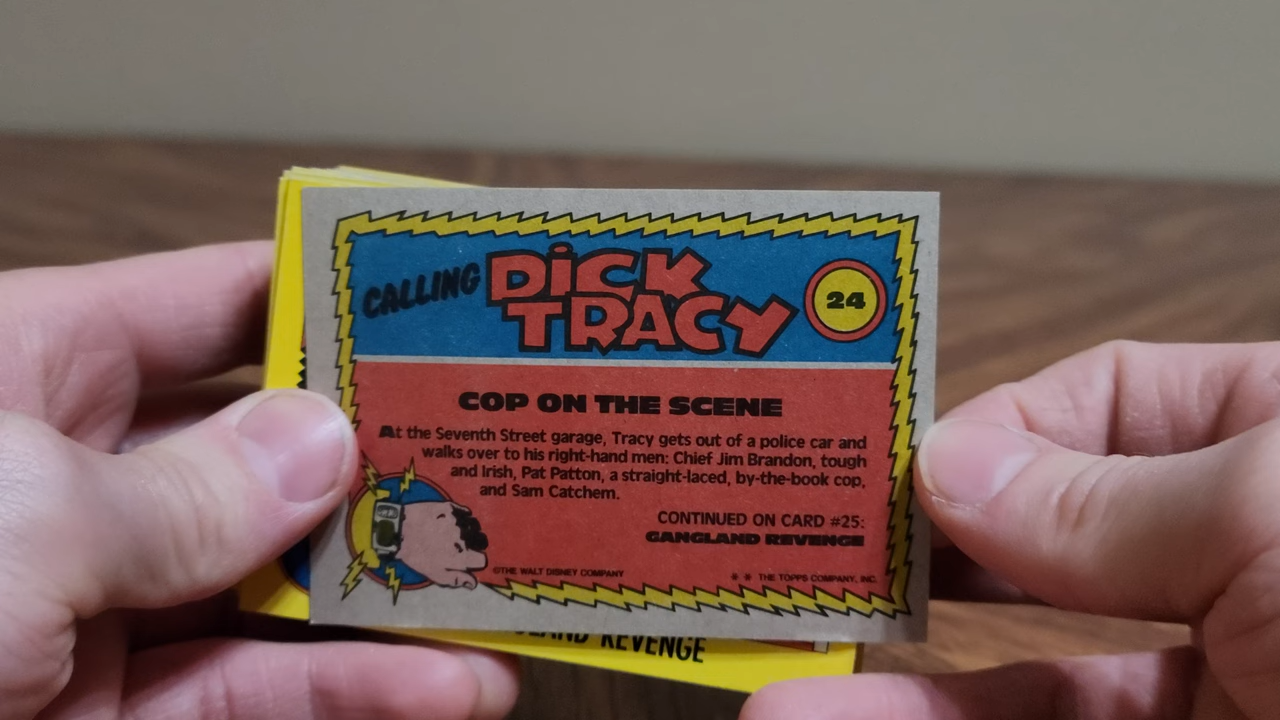 CALLING
DiCK
TRACY
24
COP ON THE SCENE
At the Seventh Street garage, Tracy gets out of a police car and
walks over to his right-hand men: Chief Jim Brandon, tough
and Irish, Pat Patton, a straight-laced, by-the-book cop,
and Sam Catchem.
CONTINUED ON CARD #25:
GANGLAND REVENGE
©THE WALT DISNEY COMPANY
* * THE TOPPS COMPANY, INC.
REVENGE